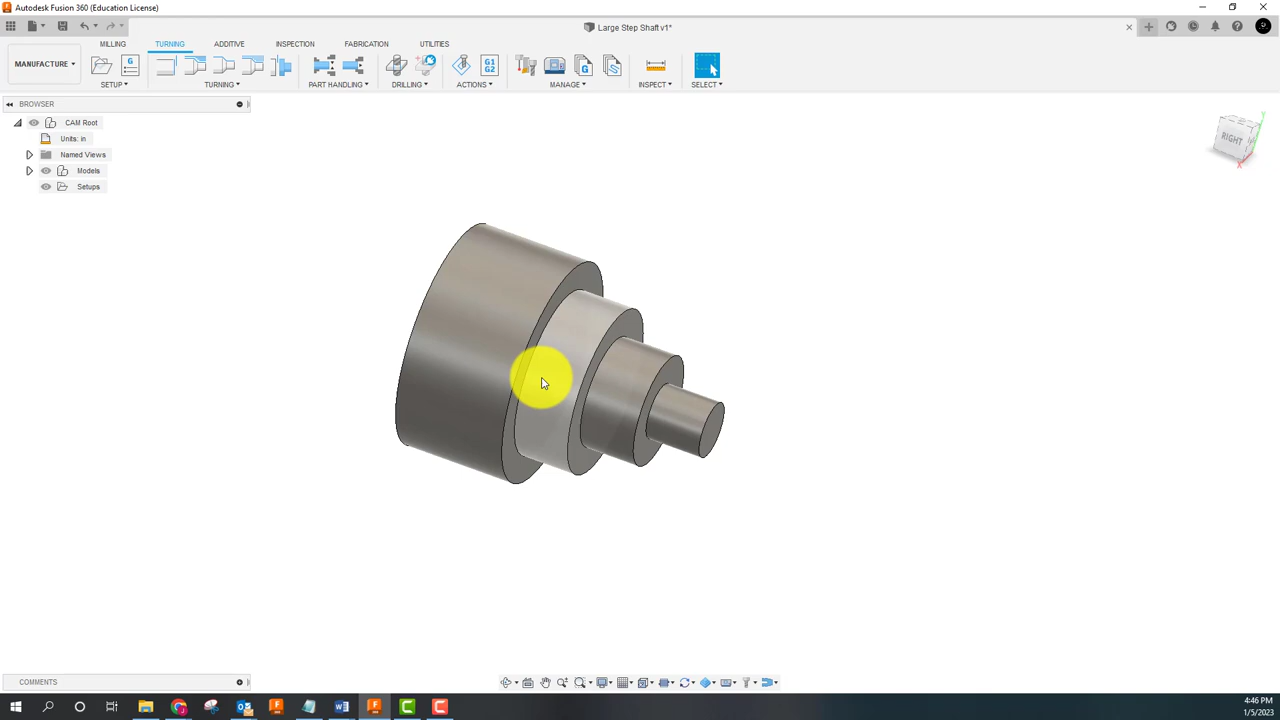 Autodesk Fusion 360 (Education License)
Large Step Shaft v1*
MANUFACTURE
MILLING TURNING ADDITIVE INSPECTION FABRICATION UTILITIES
SETUP TURNING PART HANDLING DRILLING ACTIONS MANAGE INSPECT SELECT
G G1 G2 G
BROWSER
CAM Root
Units: in
Named Views
Models
Setups
RIGHT
Y
X
COMMENTS
4:46 PM
1/5/2023